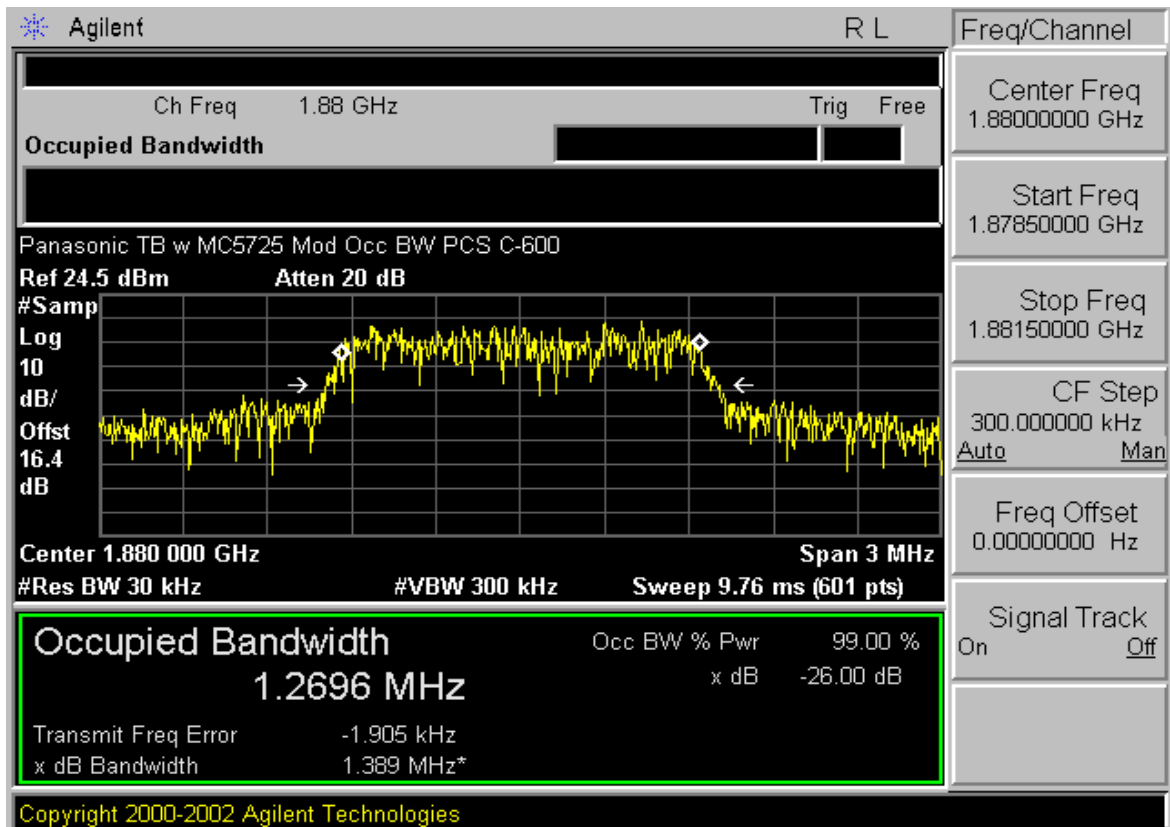 Agilent R L
Ch Freq 1.88 GHz Trig Free
Occupied Bandwidth
Panasonic TB w MC5725 Mod Occ BW PCS C-600
Ref 24.5 dBm Atten 20 dB
#Samp
Log
10
dB/
Offst
16.4
dB
Center 1.880 000 GHz Span 3 MHz
#Res BW 30 kHz #VBW 300 kHz Sweep 9.76 ms (601 pts)
Occupied Bandwidth
1.2696 MHz
Occ BW % Pwr 99.00 %
x dB -26.00 dB
Transmit Freq Error -1.905 kHz
x dB Bandwidth 1.389 MHz*
Copyright 2000-2002 Agilent Technologies
Freq/Channel
Center Freq
1.88000000 GHz
Start Freq
1.87850000 GHz
Stop Freq
1.88150000 GHz
CF Step
300.000000 kHz
Auto Man
Freq Offset
0.00000000 Hz
Signal Track
On Off